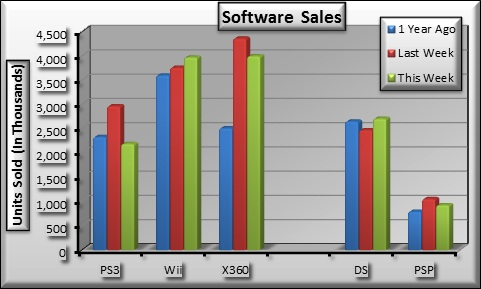 Software Sales
1 Year Ago
Last Week
This Week
Units Sold (In Thousands)
4,500
4,000
3,500
3,000
2,500
2,000
1,500
1,000
500
0
PS3 Wii X360 DS PSP